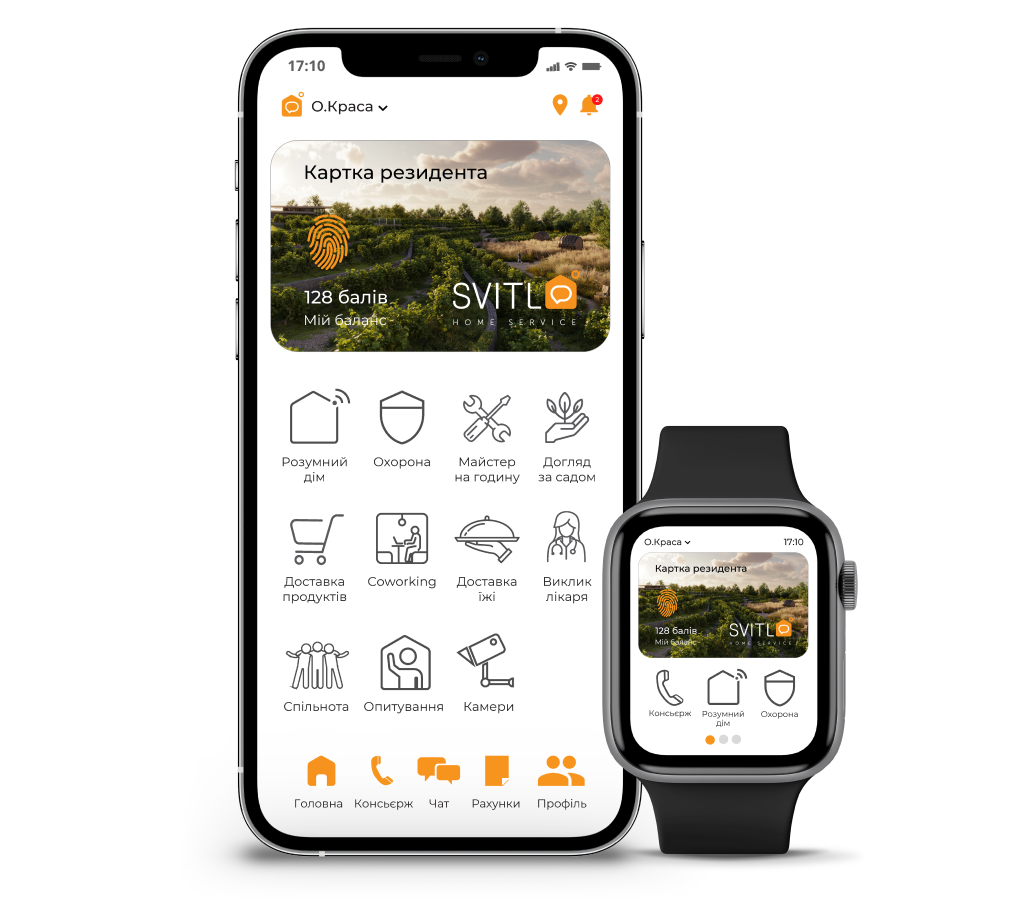 17:10
О.Краса
2
Картка резидента
128 балів
Мій баланс
SVITLO
HOME SERVICE
Розумний
дім
Охорона
Майстер
на годину
Догляд
за садом
Доставка
продуктів
Coworking
Доставка
їжі
Виклик
лікаря
Спільнота
Опитування
Камери
Головна
Консьєрж
Чат
Рахунки
Профіль
О.Краса
17:10
Картка резидента
128 балів
Мій баланс
SVITLO
HOME SERVICE
Консьєрж
Розумний
дім
Охорона